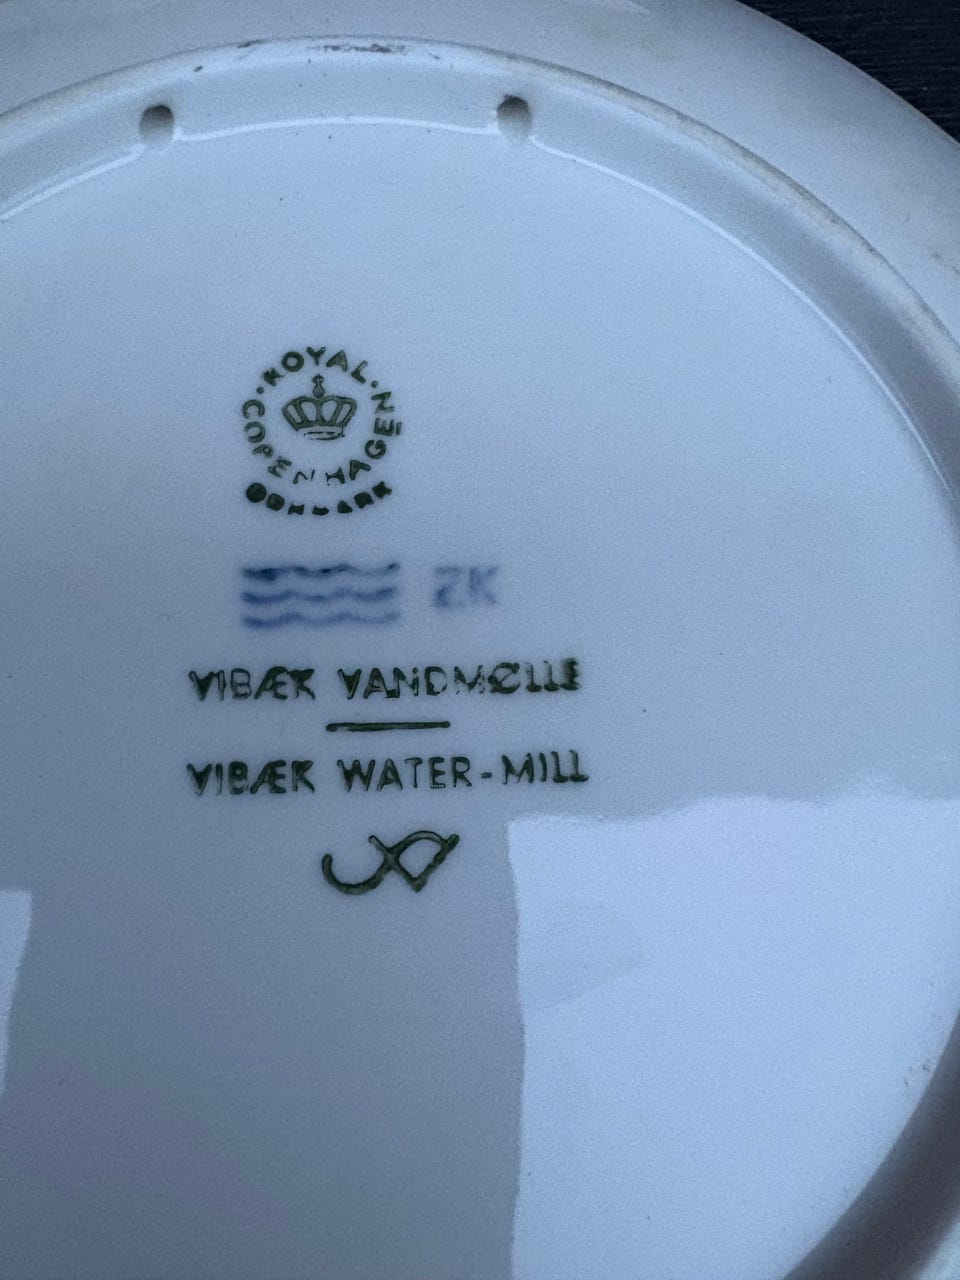 ROYAL
COPENHAGEN
DENMARK
ZK
VIBÆK VANDMØLLE
VIBÆK WATER-MILL